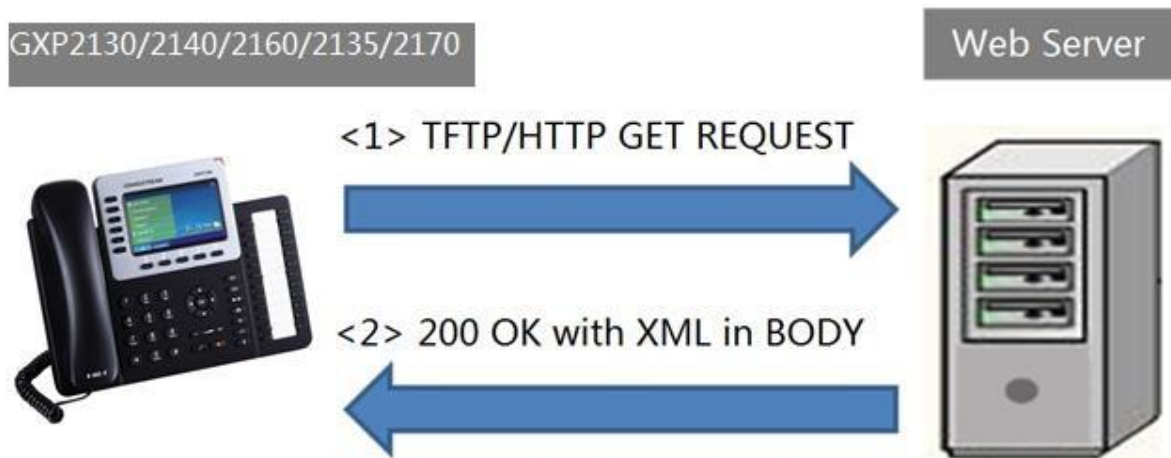 GXP2130/2140/2160/2135/2170
Web Server
<1> TFTP/HTTP GET REQUEST
<2> 200 OK with XML in BODY